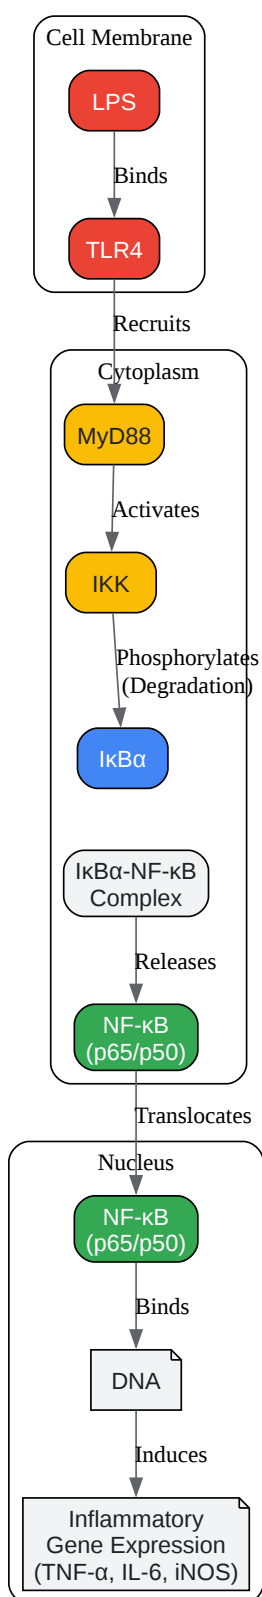 Cell Membrane
LPS
Binds
TLR4
Recruits
Cytoplasm
MyD88
Activates
IKK
Phosphorylates
(Degradation)
IκBα
IκBα-NF-κB
Complex
Releases
NF-κB
(p65/p50)
Translocates
Nucleus
NF-κB
(p65/p50)
Binds
DNA
Induces
Inflammatory
Gene Expression
(TNF-α, IL-6, iNOS)